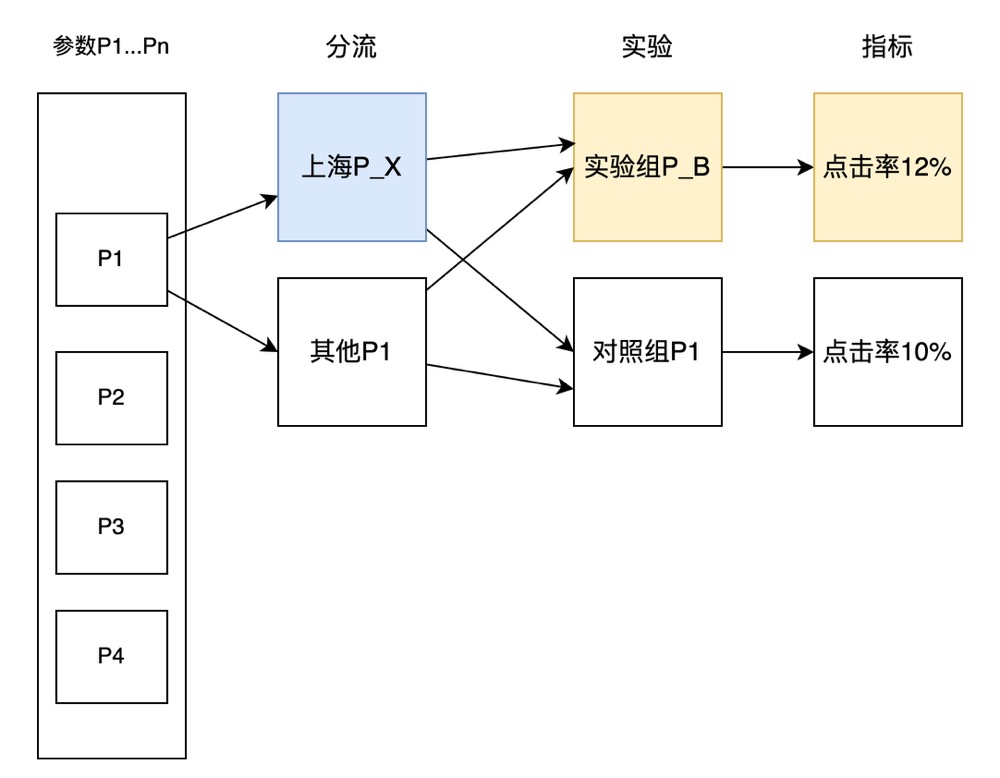 参数P1...Pn
分流
实验
指标
上海P_X
实验组P_B
点击率12%
P1
其他P1
对照组P1
点击率10%
P2
P3
P4